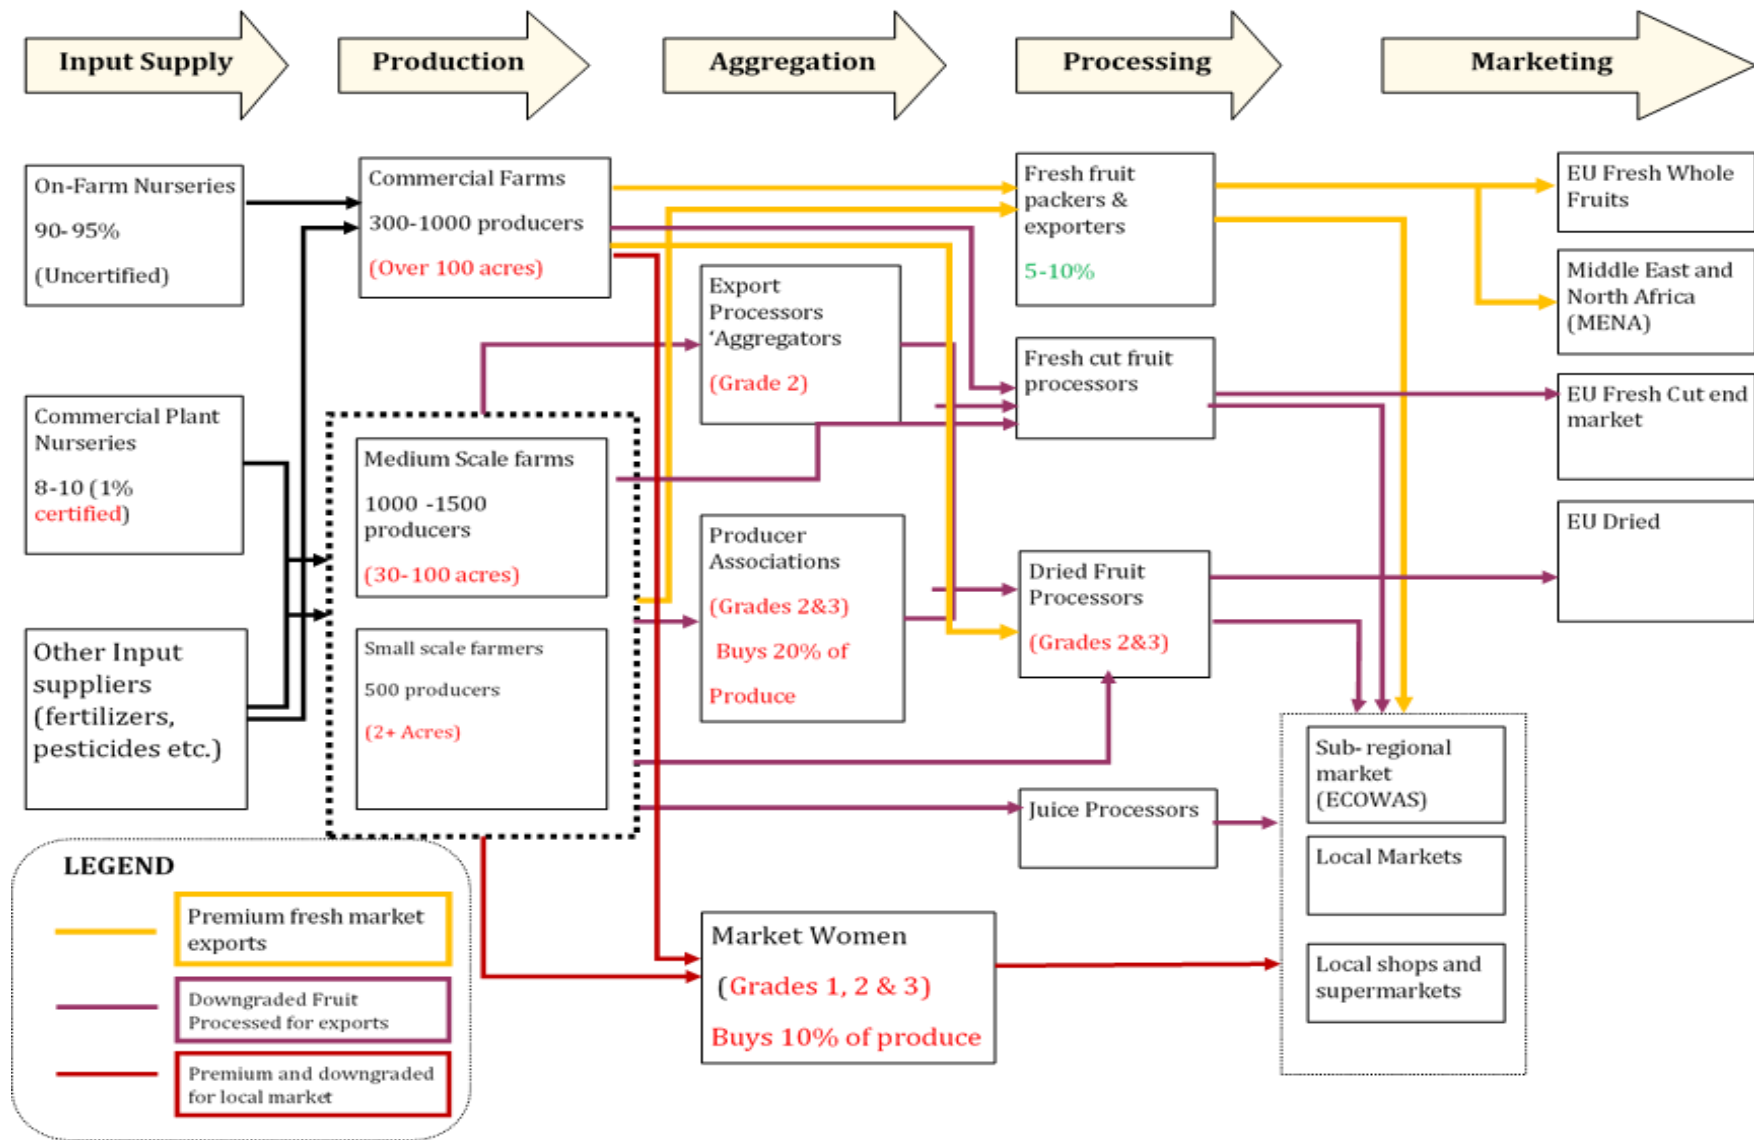 Input Supply
Production
Aggregation
Processing
Marketing
On-Farm Nurseries
90-95%
(Uncertified)
Commercial Plant
Nurseries
8-10 (1%
certified)
Other Input
suppliers
(fertilizers,
pesticides etc.)
Commercial Farms
300-1000 producers
(Over 100 acres)
Medium Scale farms
1000 -1500
producers
(30-100 acres)
Small scale farmers
500 producers
(2+ Acres)
Export
Processors
‘Aggregators
(Grade 2)
Producer
Associations
(Grades 2&3)
Buys 20% of
Produce
Market Women
(Grades 1, 2 & 3)
Buys 10% of produce
Fresh fruit
packers &
exporters
5-10%
Fresh cut fruit
processors
Dried Fruit
Processors
(Grades 2&3)
Juice Processors
EU Fresh Whole
Fruits
Middle East and
North Africa
(MENA)
EU Fresh Cut end
market
EU Dried
Sub- regional
market
(ECOWAS)
Local Markets
Local shops and
supermarkets
LEGEND
Premium fresh market
exports
Downgraded Fruit
Processed for exports
Premium and downgraded
for local market